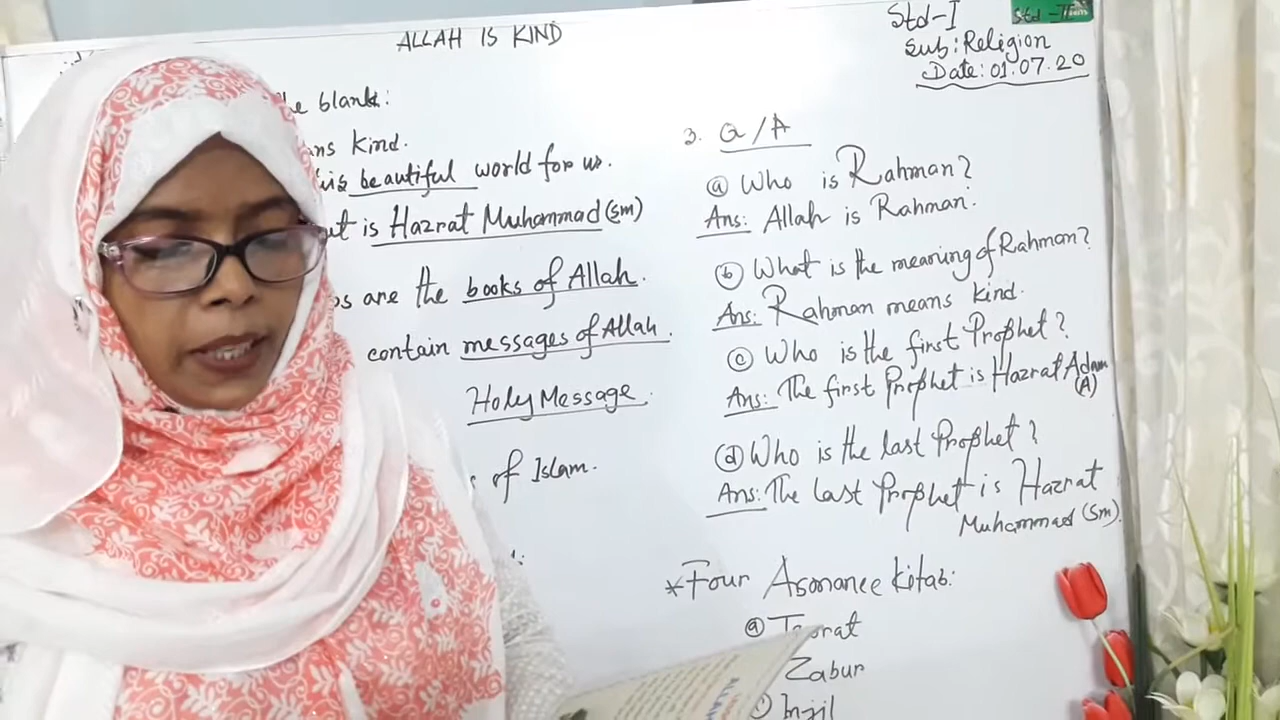 ALLAH IS KIND
Std-I
Sub: Religion
Date: 01.07.20
he blank:
ns Kind.
his beautiful world for us.
et is Hazrat Muhammad (sm)
s are the books of Allah.
contain messages of Allah.
Holy Message.
of Islam.
3. Q/A
(a) Who is Rahman?
Ans: Allah is Rahman.
(b) What is the meaning of Rahman?
Ans: Rahman means kind.
(c) Who is the first Prophet?
Ans: The first Prophet is Hazrat Adam (A)
(d) Who is the last Prophet?
Ans: The last Prophet is Hazrat
Muhammad (sm).
*Four Asmanee Kitab:
(a)
Zabur
Injil